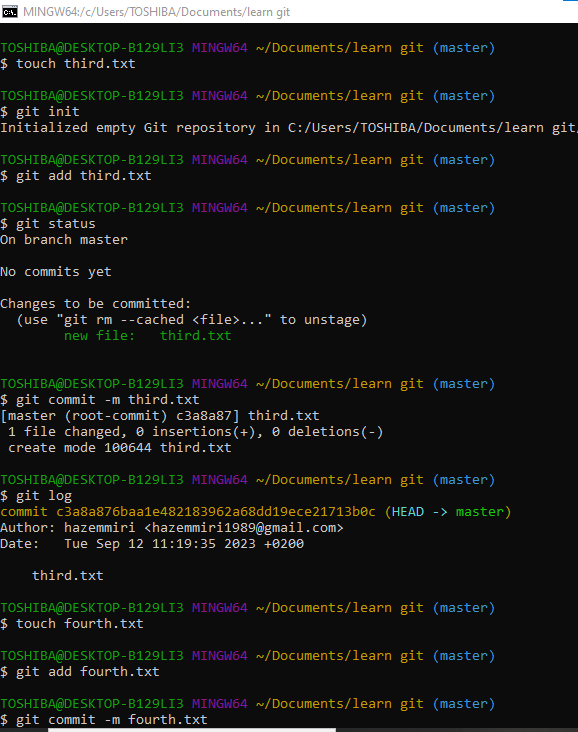 MINGW64:/c/Users/TOSHIBA/Documents/learn git
TOSHIBA@DESKTOP-B129LI3 MINGW64 ~/Documents/learn git (master)
$ touch third.txt
TOSHIBA@DESKTOP-B129LI3 MINGW64 ~/Documents/learn git (master)
$ git init
Initialized empty Git repository in C:/Users/TOSHIBA/Documents/learn git/
TOSHIBA@DESKTOP-B129LI3 MINGW64 ~/Documents/learn git (master)
$ git add third.txt
TOSHIBA@DESKTOP-B129LI3 MINGW64 ~/Documents/learn git (master)
$ git status
On branch master
No commits yet
Changes to be committed:
(use "git rm --cached <file>..." to unstage)
new file:   third.txt
TOSHIBA@DESKTOP-B129LI3 MINGW64 ~/Documents/learn git (master)
$ git commit -m third.txt
[master (root-commit) c3a8a87] third.txt
1 file changed, 0 insertions(+), 0 deletions(-)
create mode 100644 third.txt
TOSHIBA@DESKTOP-B129LI3 MINGW64 ~/Documents/learn git (master)
$ git log
commit c3a8a876baa1e482183962a68dd19ece21713b0c (HEAD -> master)
Author: hazemmiri <hazemmiri1989@gmail.com>
Date:   Tue Sep 12 11:19:35 2023 +0200
third.txt
TOSHIBA@DESKTOP-B129LI3 MINGW64 ~/Documents/learn git (master)
$ touch fourth.txt
TOSHIBA@DESKTOP-B129LI3 MINGW64 ~/Documents/learn git (master)
$ git add fourth.txt
TOSHIBA@DESKTOP-B129LI3 MINGW64 ~/Documents/learn git (master)
$ git commit -m fourth.txt